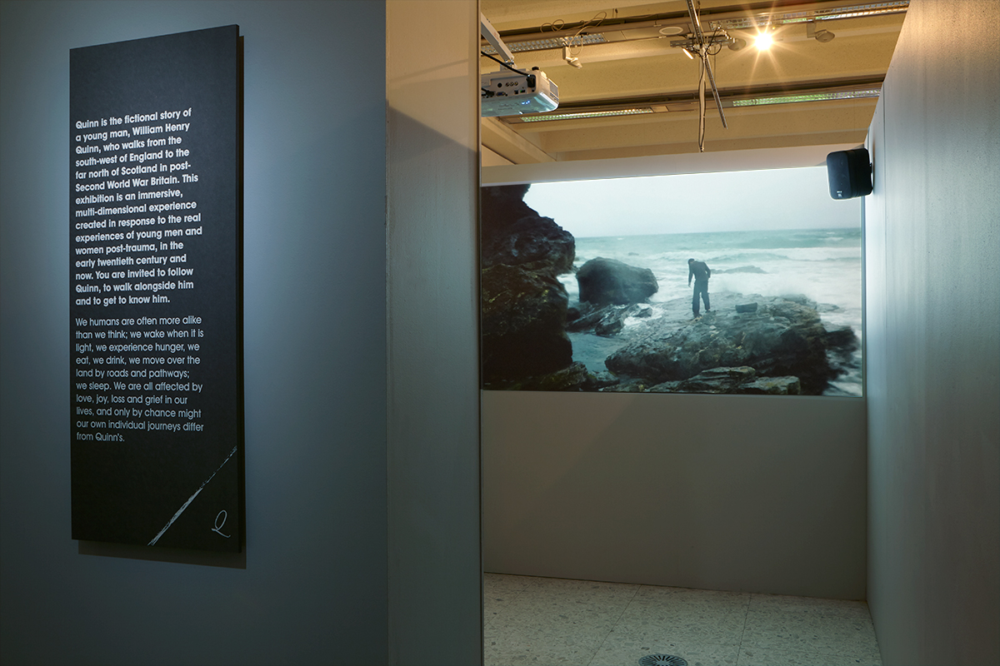 Quinn is the fictional story of
a young man, William Henry
Quinn, who walks from the
south-west of England to the
far north of Scotland in post-
Second World War Britain. This
exhibition is an immersive,
multi-dimensional experience
created in response to the real
experiences of young men and
women post-trauma, in the
early twentieth century and
now. You are invited to follow
Quinn, to walk alongside him
and to get to know him.
We humans are often more alike
than we think; we wake when it is
light, we experience hunger, we
eat, we drink, we move over the
land by roads and pathways;
we sleep. We are all affected by
love, joy, loss and grief in our
lives, and only by chance might
our own individual journeys differ
from Quinn's.
Q